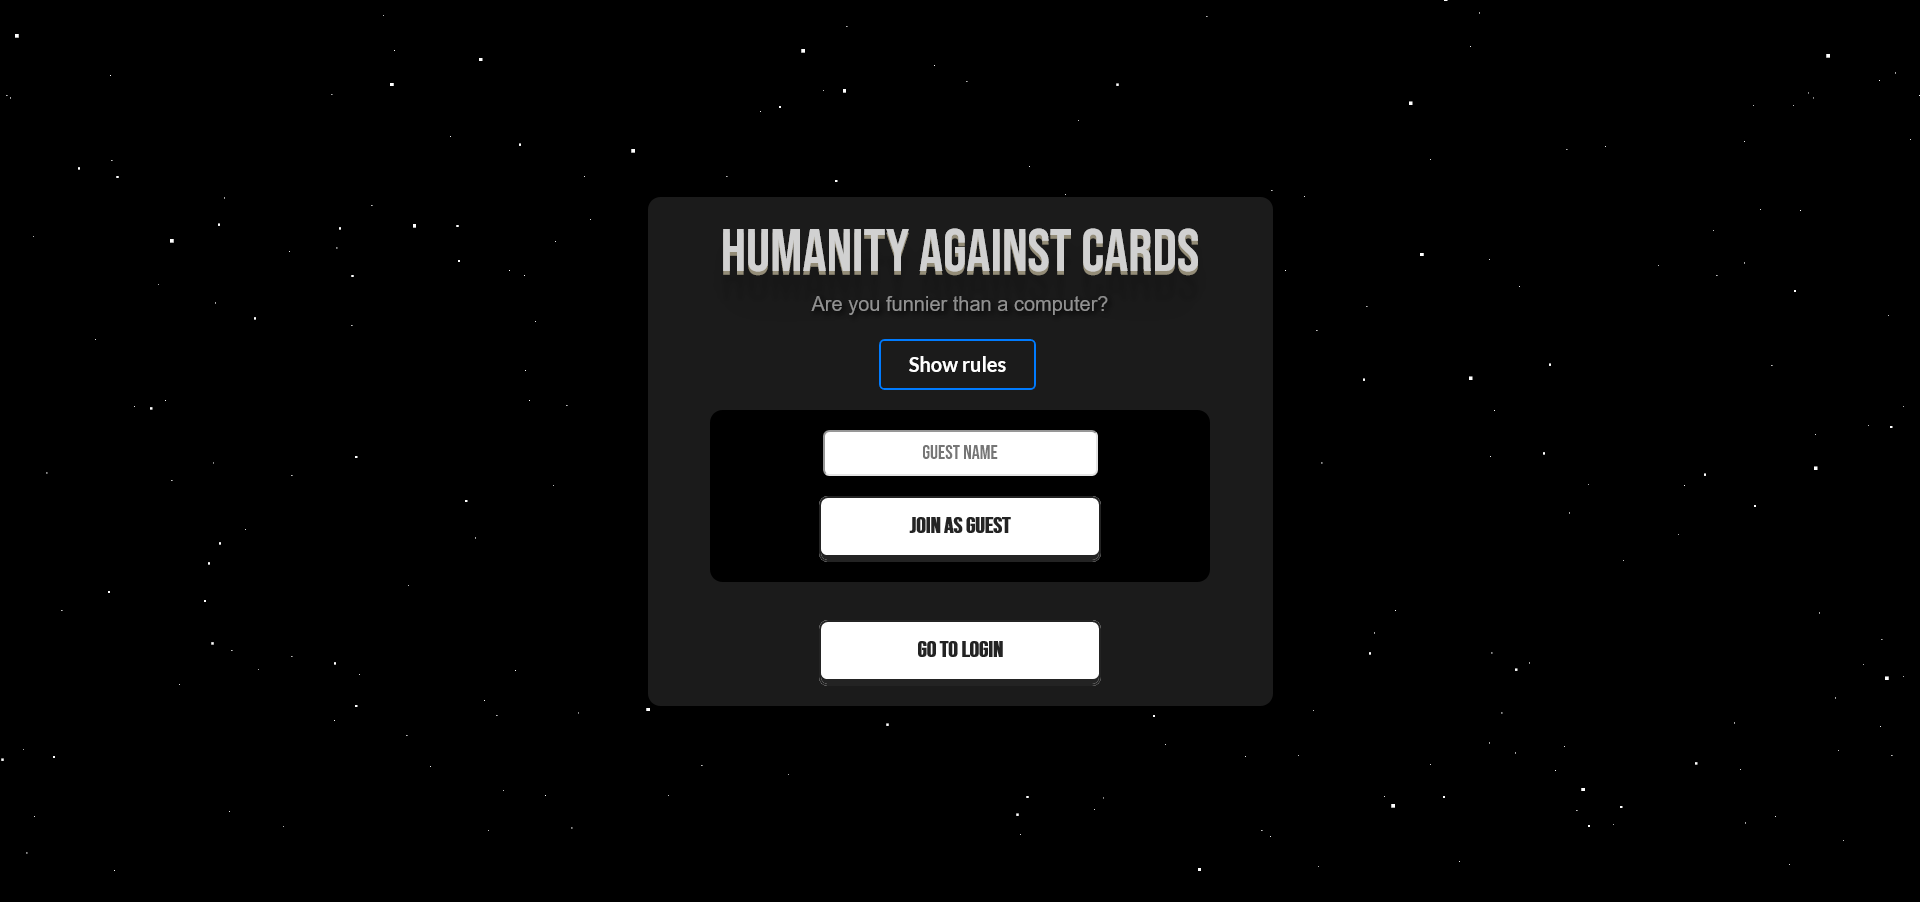 HUMANITY AGAINST CARDS
Are you funnier than a computer?
Show rules
GUEST NAME
JOIN AS GUEST
GO TO LOGIN